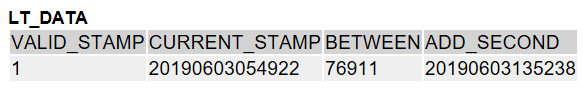 LT_DATA
VALID_STAMP CURRENT_STAMP BETWEEN ADD_SECOND
1 20190603054922 76911 20190603135238